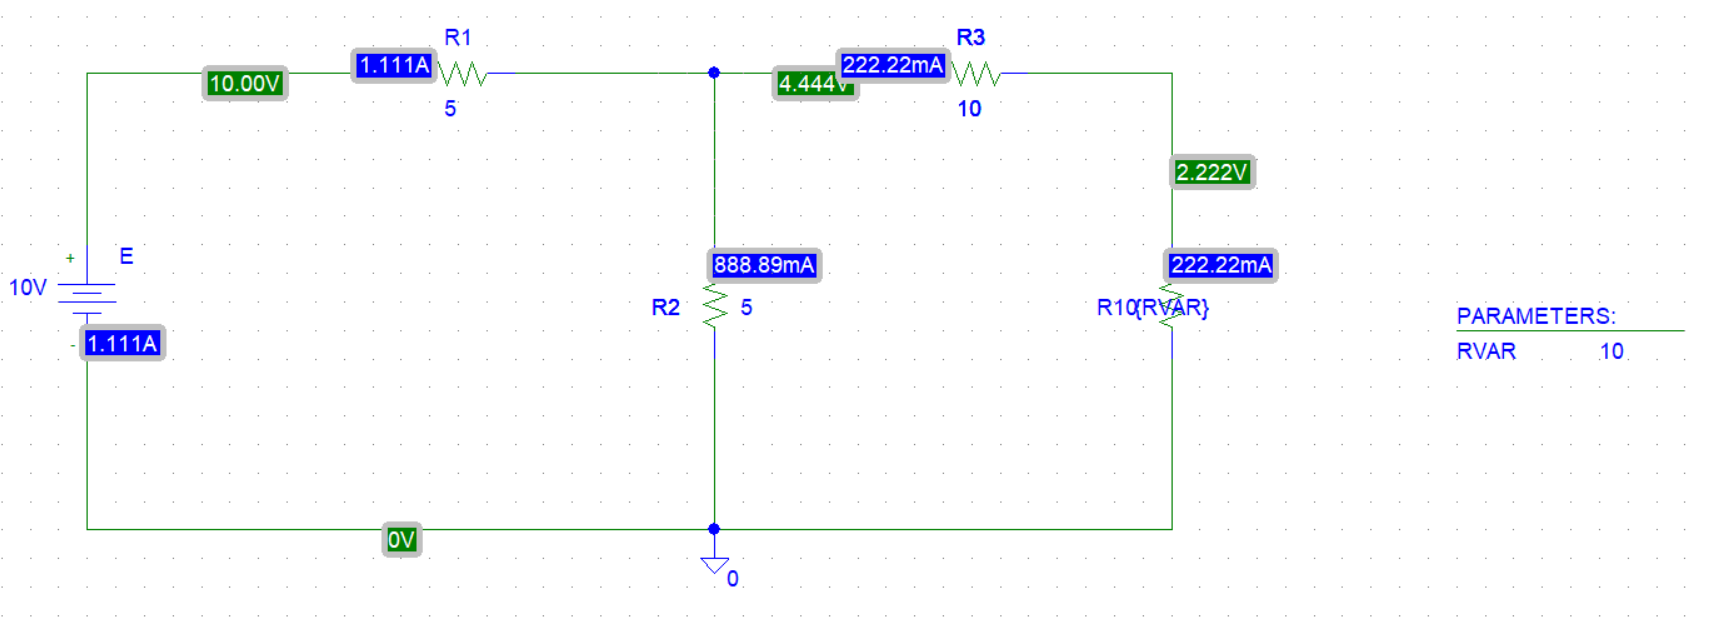 R1
R3
1.111A
222.22mA
10.00V
4.444V
5
10
2.222V
+
E
888.89mA
222.22mA
10V
R2
5
R10
{RVAR}
PARAMETERS:
-
1.111A
RVAR 10
0V
0